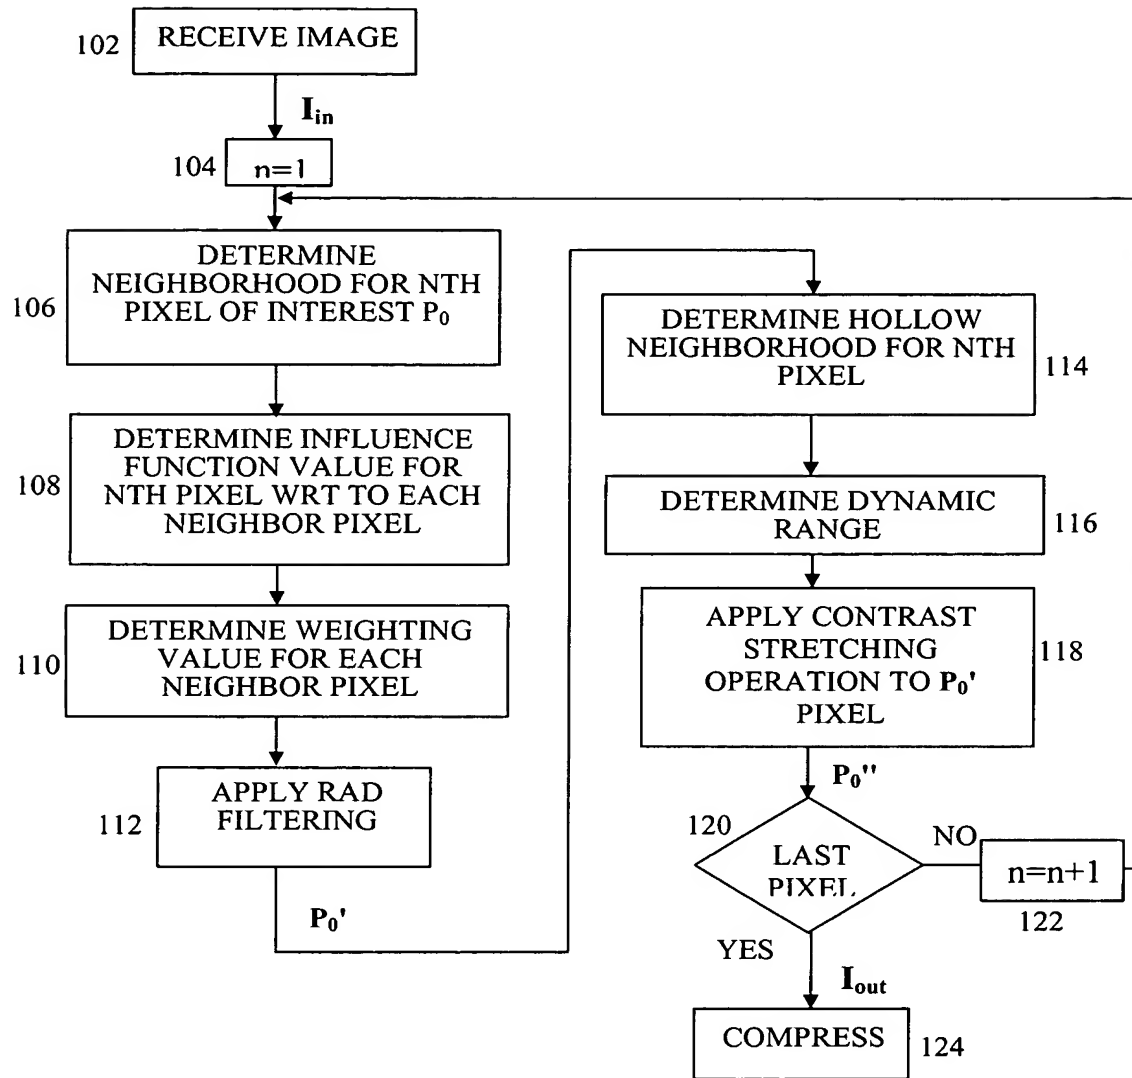 102
RECEIVE IMAGE
I_in
104
n=1
DETERMINE
NEIGHBORHOOD FOR NTH
PIXEL OF INTEREST P_0
106
DETERMINE INFLUENCE
FUNCTION VALUE FOR
NTH PIXEL WRT TO EACH
NEIGHBOR PIXEL
108
DETERMINE WEIGHTING
VALUE FOR EACH
NEIGHBOR PIXEL
110
APPLY RAD
FILTERING
112
P_0'
DETERMINE HOLLOW
NEIGHBORHOOD FOR NTH
PIXEL
114
DETERMINE DYNAMIC
RANGE
116
APPLY CONTRAST
STRETCHING
OPERATION TO P_0'
PIXEL
118
P_0''
120
LAST
PIXEL
NO
n=n+1
122
YES
I_out
COMPRESS
124